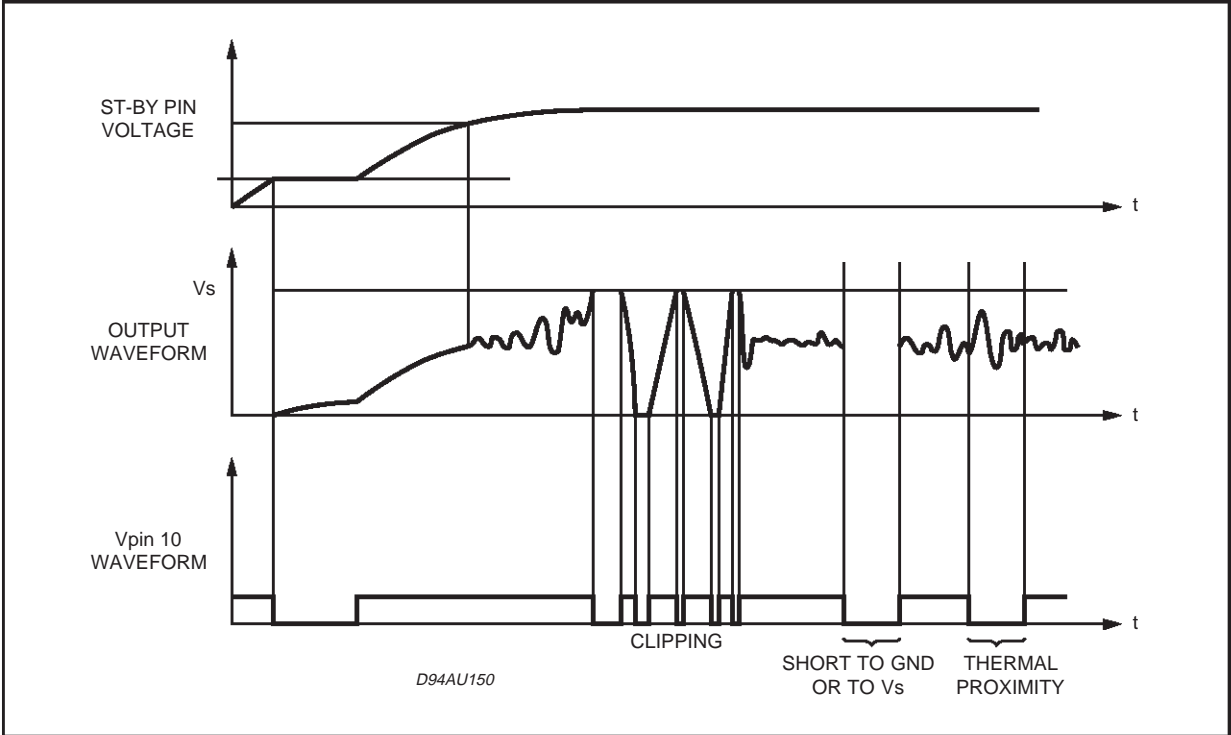 ST-BY PIN
VOLTAGE
t
Vs
OUTPUT
WAVEFORM
t
Vpin 10
WAVEFORM
t
CLIPPING
SHORT TO GND
OR TO Vs
THERMAL
PROXIMITY
D94AU150